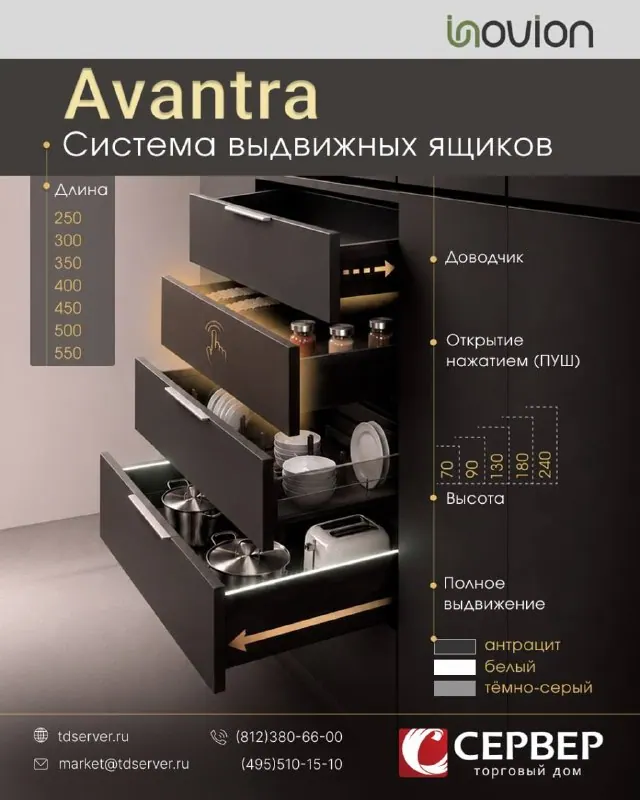 inovion
Avantra
Система выдвижных ящиков
Длина
250
300
350
400
450
500
550
Доводчик
Открытие
нажатием (ПУШ)
70
90
130
180
240
Высота
Полное
выдвижение
антрацит
белый
тёмно-серый
tdserver.ru
(812)380-66-00
market@tdserver.ru
(495)510-15-10
СЕРВЕР
торговый дом